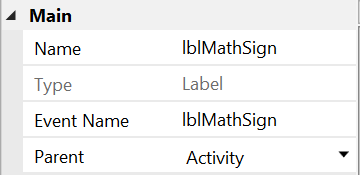 Main
Name lblMathSign
Type Label
Event Name lblMathSign
Parent Activity